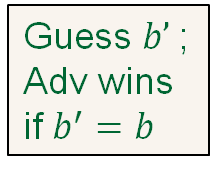 Guess b′ ;
Adv wins
if b′ = b